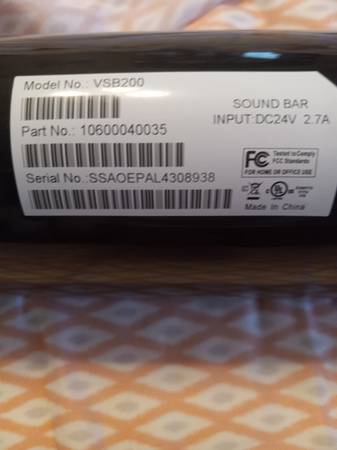 Model No.: VSB200
SOUND BAR
INPUT:DC24V 2.7A
Part No.: 10600040035
FC Tested to Comply
FCC Standards
FOR HOME OR OFFICE USE
Serial No.:SSAOEPAL4308938
UL
Made In China